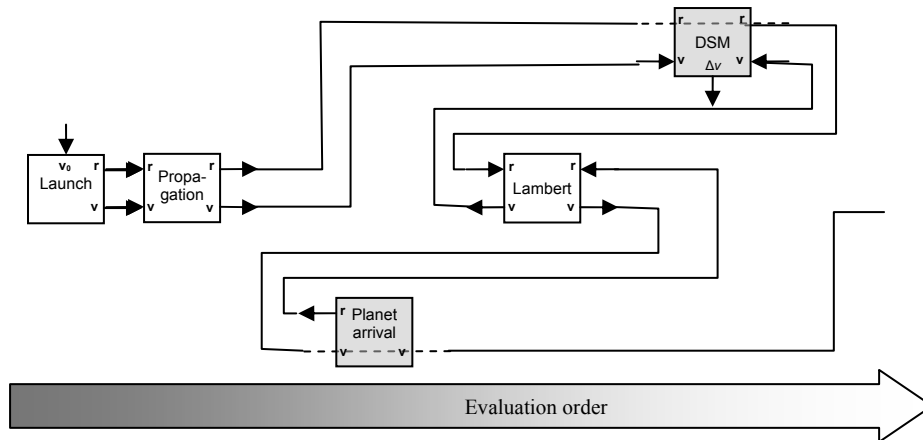 r r
DSM
v Δv v
v₀ r
Launch
v
r r
Propa-
gation
v v
r r
Lambert
v v
r Planet
arrival
v v
Evaluation order